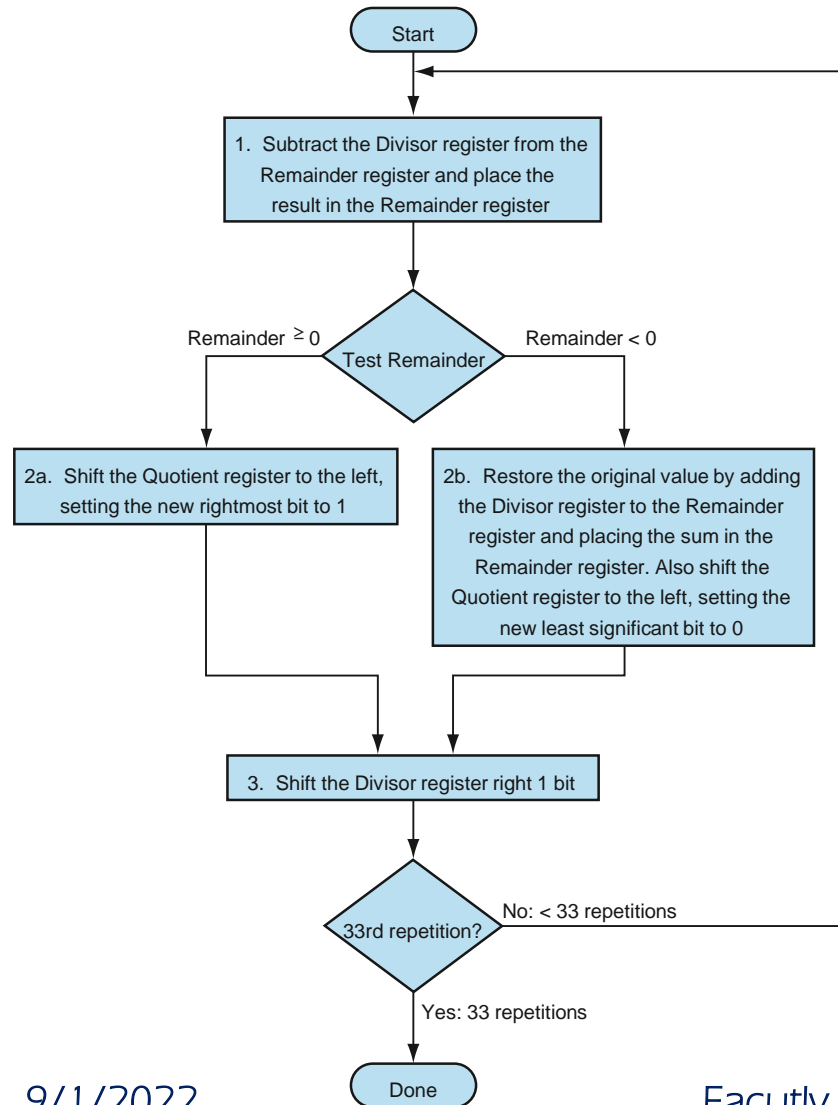 Start
1. Subtract the Divisor register from the
Remainder register and place the
result in the Remainder register
Remainder ≥ 0
Test Remainder
Remainder < 0
2a. Shift the Quotient register to the left,
setting the new rightmost bit to 1
2b. Restore the original value by adding
the Divisor register to the Remainder
register and placing the sum in the
Remainder register. Also shift the
Quotient register to the left, setting the
new least significant bit to 0
3. Shift the Divisor register right 1 bit
33rd repetition?
No: < 33 repetitions
Yes: 33 repetitions
Done
9/1/2022
Facutly